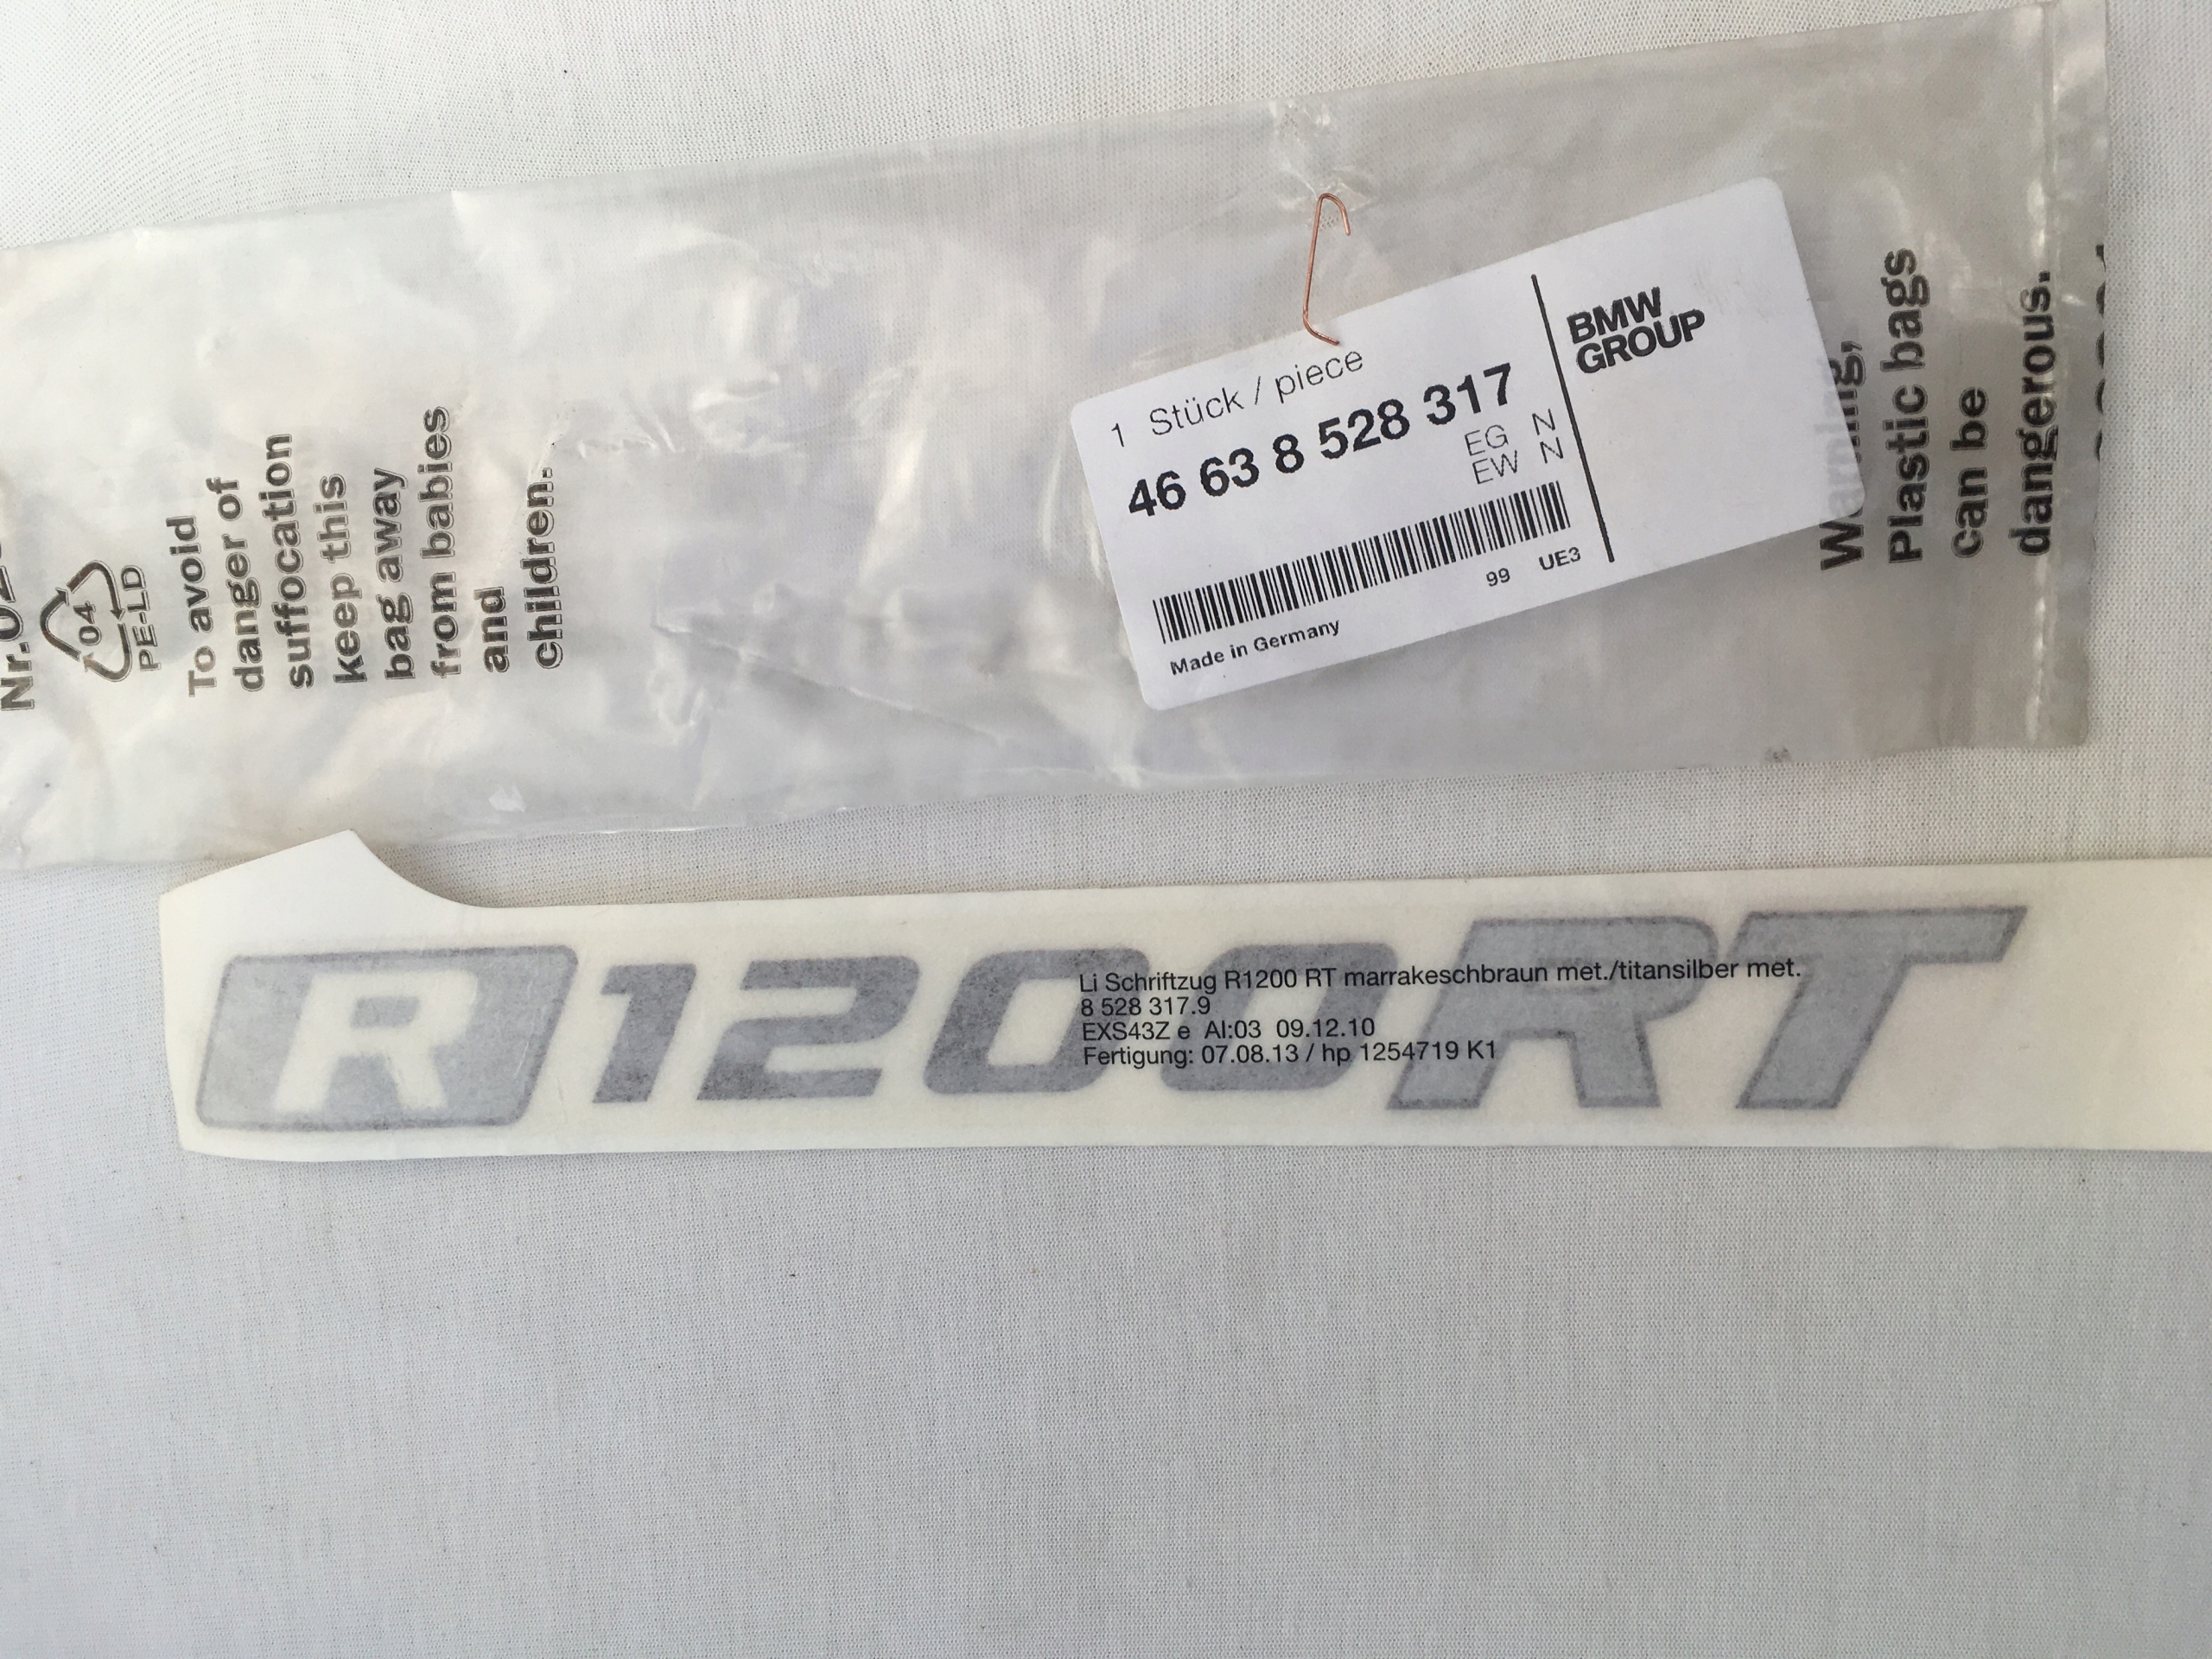 04
PE-LD
To avoid
danger of
suffocation
keep this
bag away
from babies
and
children.
1 Stück / piece
46 63 8 528 317
EG N
EW N
99 UE3
Made in Germany
BMW
GROUP
Warning,
Plastic bags
can be
dangerous.
R1200RT
Li Schriftzug R1200 RT marrakeschbraun met./titansilber met.
8 528 317.9
EXS43Z e AI:03 09.12.10
Fertigung: 07.08.13 / hp 1254719 K1